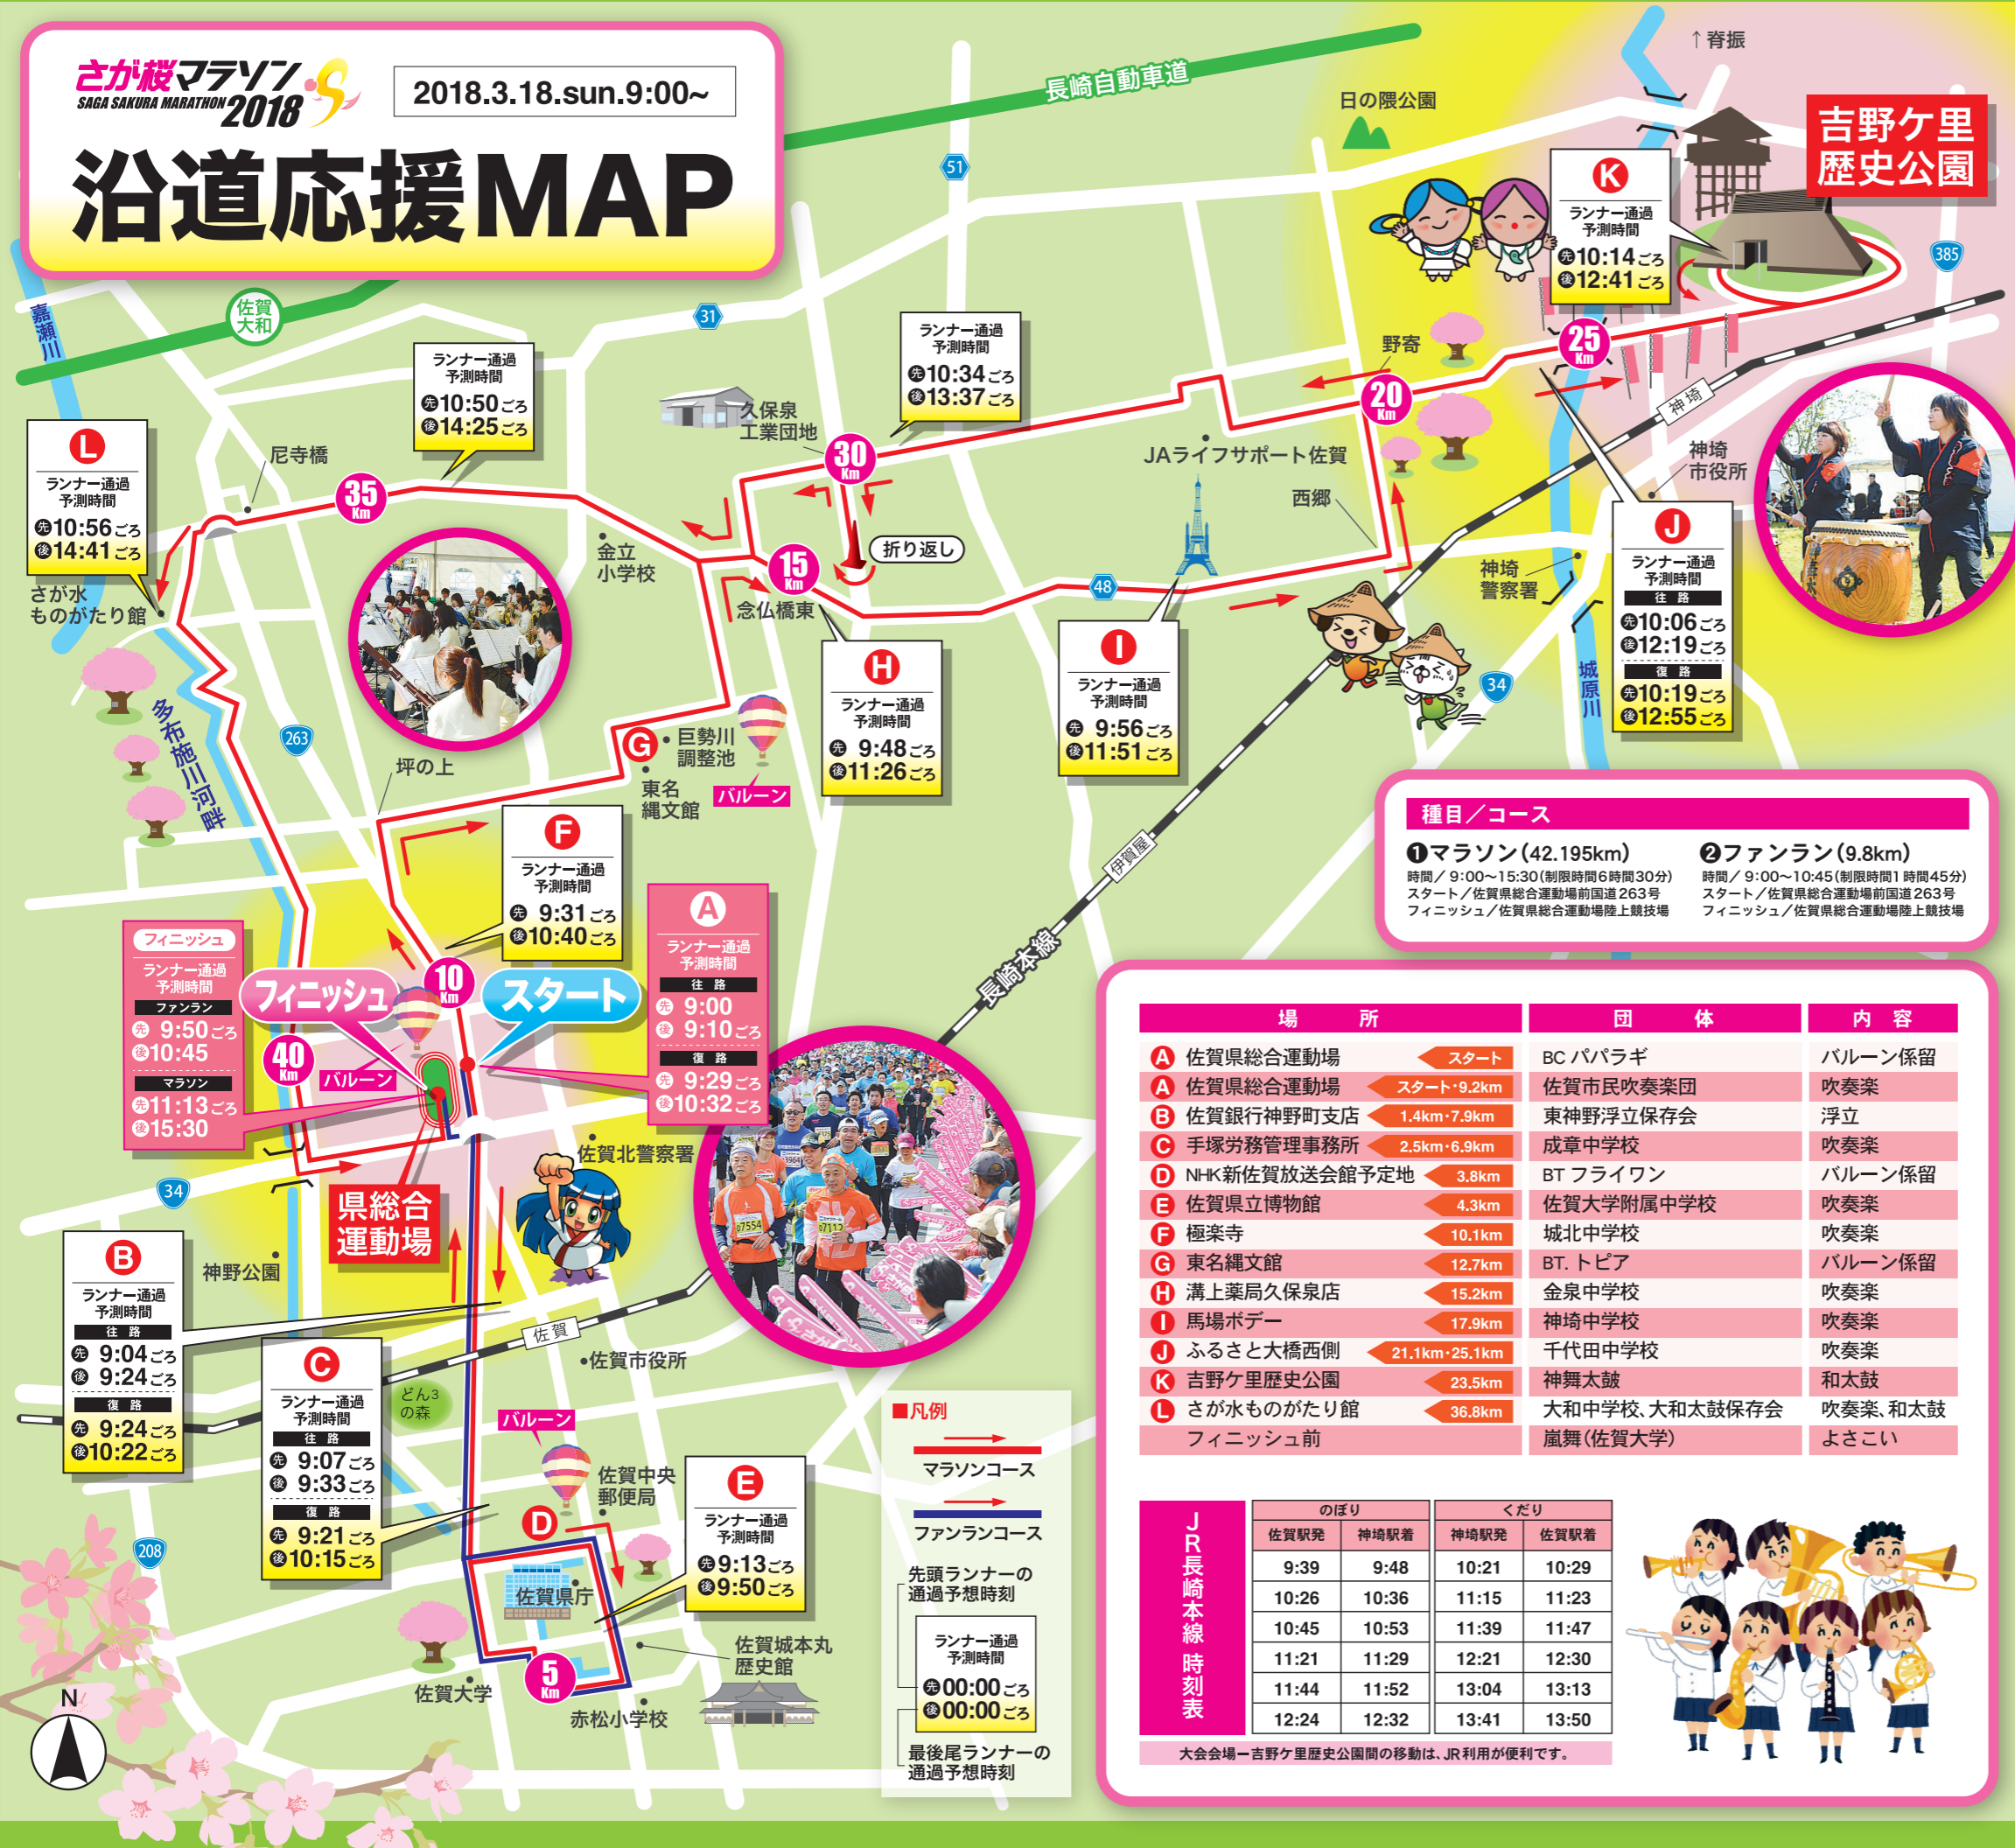 さが桜マラソン
SAGA SAKURA MARATHON 2018
2018.3.18.sun.9:00~
沿道応援MAP
長崎自動車道
↑脊振
日の隈公園
吉野ケ里
歴史公園
51
385
31
嘉瀬川
佐賀
大和
K
ランナー通過
予測時間
先10:14ごろ
後12:41ごろ
25Km
野寄
20Km
神埼
神埼
市役所
ランナー通過
予測時間
先10:34ごろ
後13:37ごろ
ランナー通過
予測時間
先10:50ごろ
後14:25ごろ
久保泉
工業団地
30Km
JAライフサポート佐賀
西郷
L
ランナー通過
予測時間
先10:56ごろ
後14:41ごろ
さが水
ものがたり館
尼寺橋
35Km
金立
小学校
15Km
折り返し
念仏橋東
48
神埼
警察署
城原川
34
J
ランナー通過
予測時間
往路
先10:06ごろ
後12:19ごろ
復路
先10:19ごろ
後12:55ごろ
I
ランナー通過
予測時間
先 9:56ごろ
後11:51ごろ
H
ランナー通過
予測時間
先 9:48ごろ
後11:26ごろ
多布施川河畔
263
坪の上
G
巨勢川
調整池
東名
縄文館
バルーン
F
ランナー通過
予測時間
先 9:31ごろ
後10:40ごろ
伊賀屋
長崎本線
種目／コース
❶マラソン(42.195km)
時間／9:00〜15:30(制限時間6時間30分)
スタート／佐賀県総合運動場前国道263号
フィニッシュ／佐賀県総合運動場陸上競技場
❷ファンラン(9.8km)
時間／9:00〜10:45(制限時間1時間45分)
スタート／佐賀県総合運動場前国道263号
フィニッシュ／佐賀県総合運動場陸上競技場
A
ランナー通過
予測時間
往路
先 9:00
後 9:10ごろ
復路
先 9:29ごろ
後10:32ごろ
フィニッシュ
ランナー通過
予測時間
ファンラン
先 9:50ごろ
後10:45
マラソン
先11:13ごろ
後15:30
フィニッシュ
スタート
10Km
40Km
バルーン
佐賀北警察署
34
県総合
運動場
神野公園
07554
B
ランナー通過
予測時間
往路
先 9:04ごろ
後 9:24ごろ
復路
先 9:24ごろ
後10:22ごろ
C
ランナー通過
予測時間
往路
先 9:07ごろ
後 9:33ごろ
復路
先 9:21ごろ
後10:15ごろ
佐賀
佐賀市役所
どん3
の森
バルーン
D
佐賀中央
郵便局
E
ランナー通過
予測時間
先9:13ごろ
後9:50ごろ
208
佐賀県庁
佐賀城本丸
歴史館
5Km
佐賀大学
赤松小学校
N
■凡例
マラソンコース
ファンランコース
先頭ランナーの
通過予想時刻
ランナー通過
予測時間
先00:00ごろ
後00:00ごろ
最後尾ランナーの
通過予想時刻
場所 団体 内容
A 佐賀県総合運動場 スタート BC パパラギ バルーン係留
A 佐賀県総合運動場 スタート・9.2km 佐賀市民吹奏楽団 吹奏楽
B 佐賀銀行神野町支店 1.4km・7.9km 東神野浮立保存会 浮立
C 手塚労務管理事務所 2.5km・6.9km 成章中学校 吹奏楽
D NHK新佐賀放送会館予定地 3.8km BT フライワン バルーン係留
E 佐賀県立博物館 4.3km 佐賀大学附属中学校 吹奏楽
F 極楽寺 10.1km 城北中学校 吹奏楽
G 東名縄文館 12.7km BT. トピア バルーン係留
H 溝上薬局久保泉店 15.2km 金泉中学校 吹奏楽
I 馬場ボデー 17.9km 神埼中学校 吹奏楽
J ふるさと大橋西側 21.1km・25.1km 千代田中学校 吹奏楽
K 吉野ケ里歴史公園 23.5km 神舞太鼓 和太鼓
L さが水ものがたり館 36.8km 大和中学校、大和太鼓保存会 吹奏楽、和太鼓
フィニッシュ前 嵐舞(佐賀大学) よさこい
JR長崎本線 時刻表
のぼり くだり
佐賀駅発 神埼駅着 神埼駅発 佐賀駅着
9:39 9:48 10:21 10:29
10:26 10:36 11:15 11:23
10:45 10:53 11:39 11:47
11:21 11:29 12:21 12:30
11:44 11:52 13:04 13:13
12:24 12:32 13:41 13:50
大会会場ー吉野ケ里歴史公園間の移動は、JR利用が便利です。